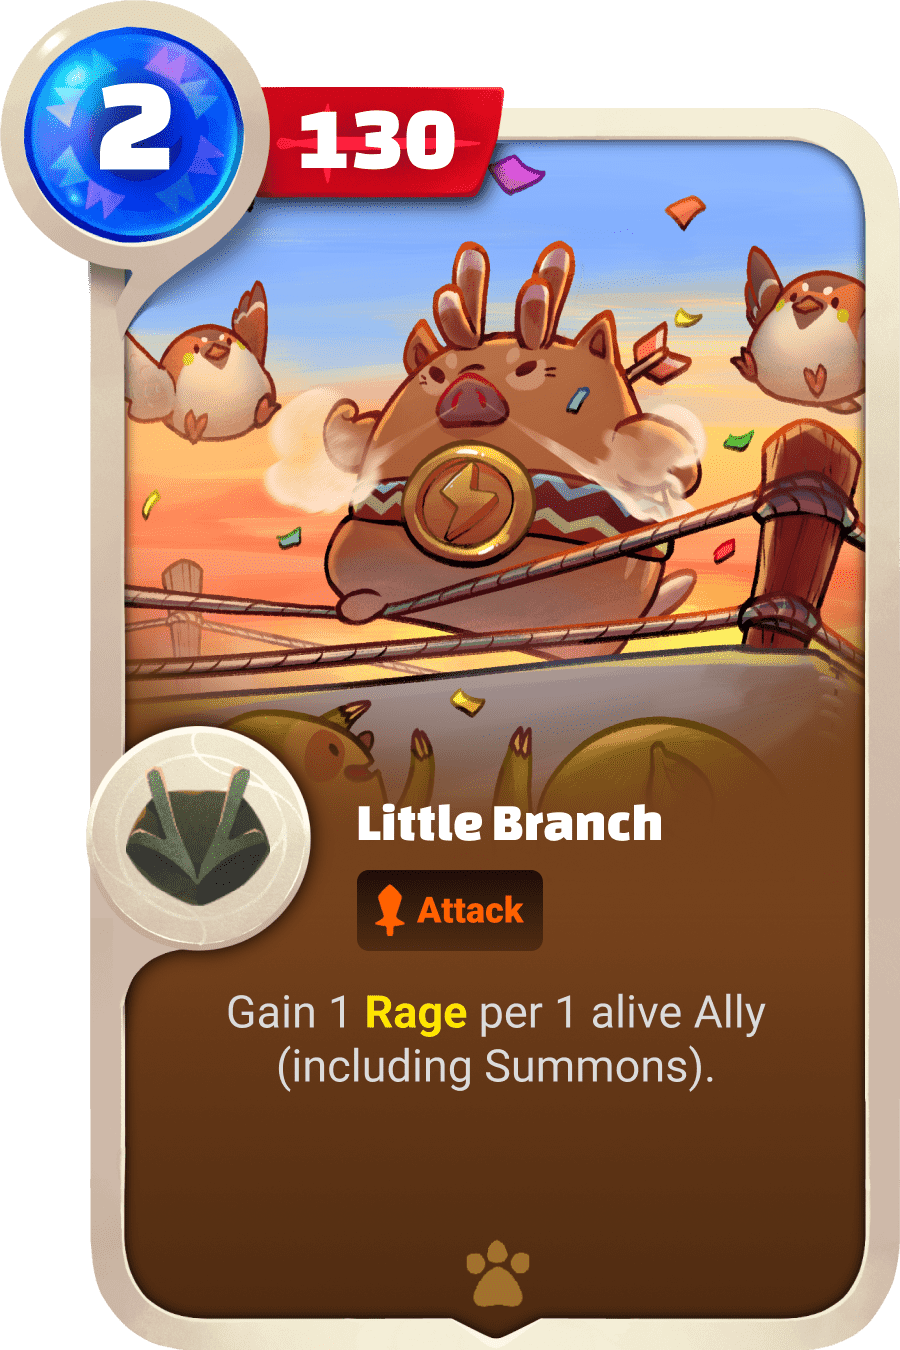 2
130
Little Branch
Attack
Gain 1 Rage per 1 alive Ally
(including Summons).